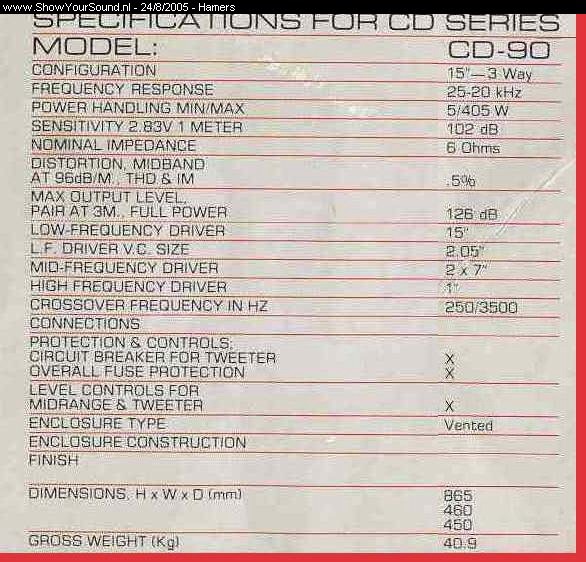 www.ShowYourSound.nl - 24/8/2005 - Hamers
SPECIFICATIONS FOR CD SERIES
MODEL: CD-90
CONFIGURATION 15"—3 Way
FREQUENCY RESPONSE 25-20 kHz
POWER HANDLING MIN/MAX 5/405 W
SENSITIVITY 2.83V 1 METER 102 dB
NOMINAL IMPEDANCE 6 Ohms
DISTORTION, MIDBAND
AT 96dB/M., THD & IM .5%
MAX OUTPUT LEVEL,
PAIR AT 3M., FULL POWER 126 dB
LOW-FREQUENCY DRIVER 15"
L.F. DRIVER V.C. SIZE 2.05"
MID-FREQUENCY DRIVER 2 x 7"
HIGH FREQUENCY DRIVER 1"
CROSSOVER FREQUENCY IN HZ 250/3500
CONNECTIONS
PROTECTION & CONTROLS:
CIRCUIT BREAKER FOR TWEETER X
OVERALL FUSE PROTECTION X
LEVEL CONTROLS FOR
MIDRANGE & TWEETER X
ENCLOSURE TYPE Vented
ENCLOSURE CONSTRUCTION
FINISH
DIMENSIONS, H x W x D (mm) 865
460
450
GROSS WEIGHT (Kg) 40.9